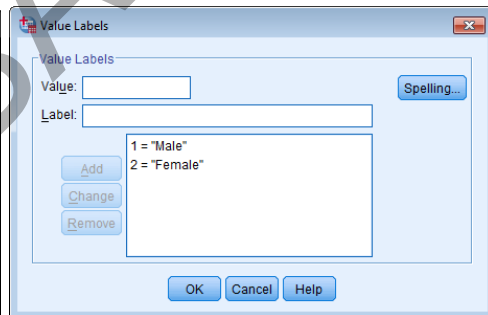 Value Labels
Value Labels
Value:
Spelling...
Label:
1 = "Male"
2 = "Female"
Add
Change
Remove
OK Cancel Help